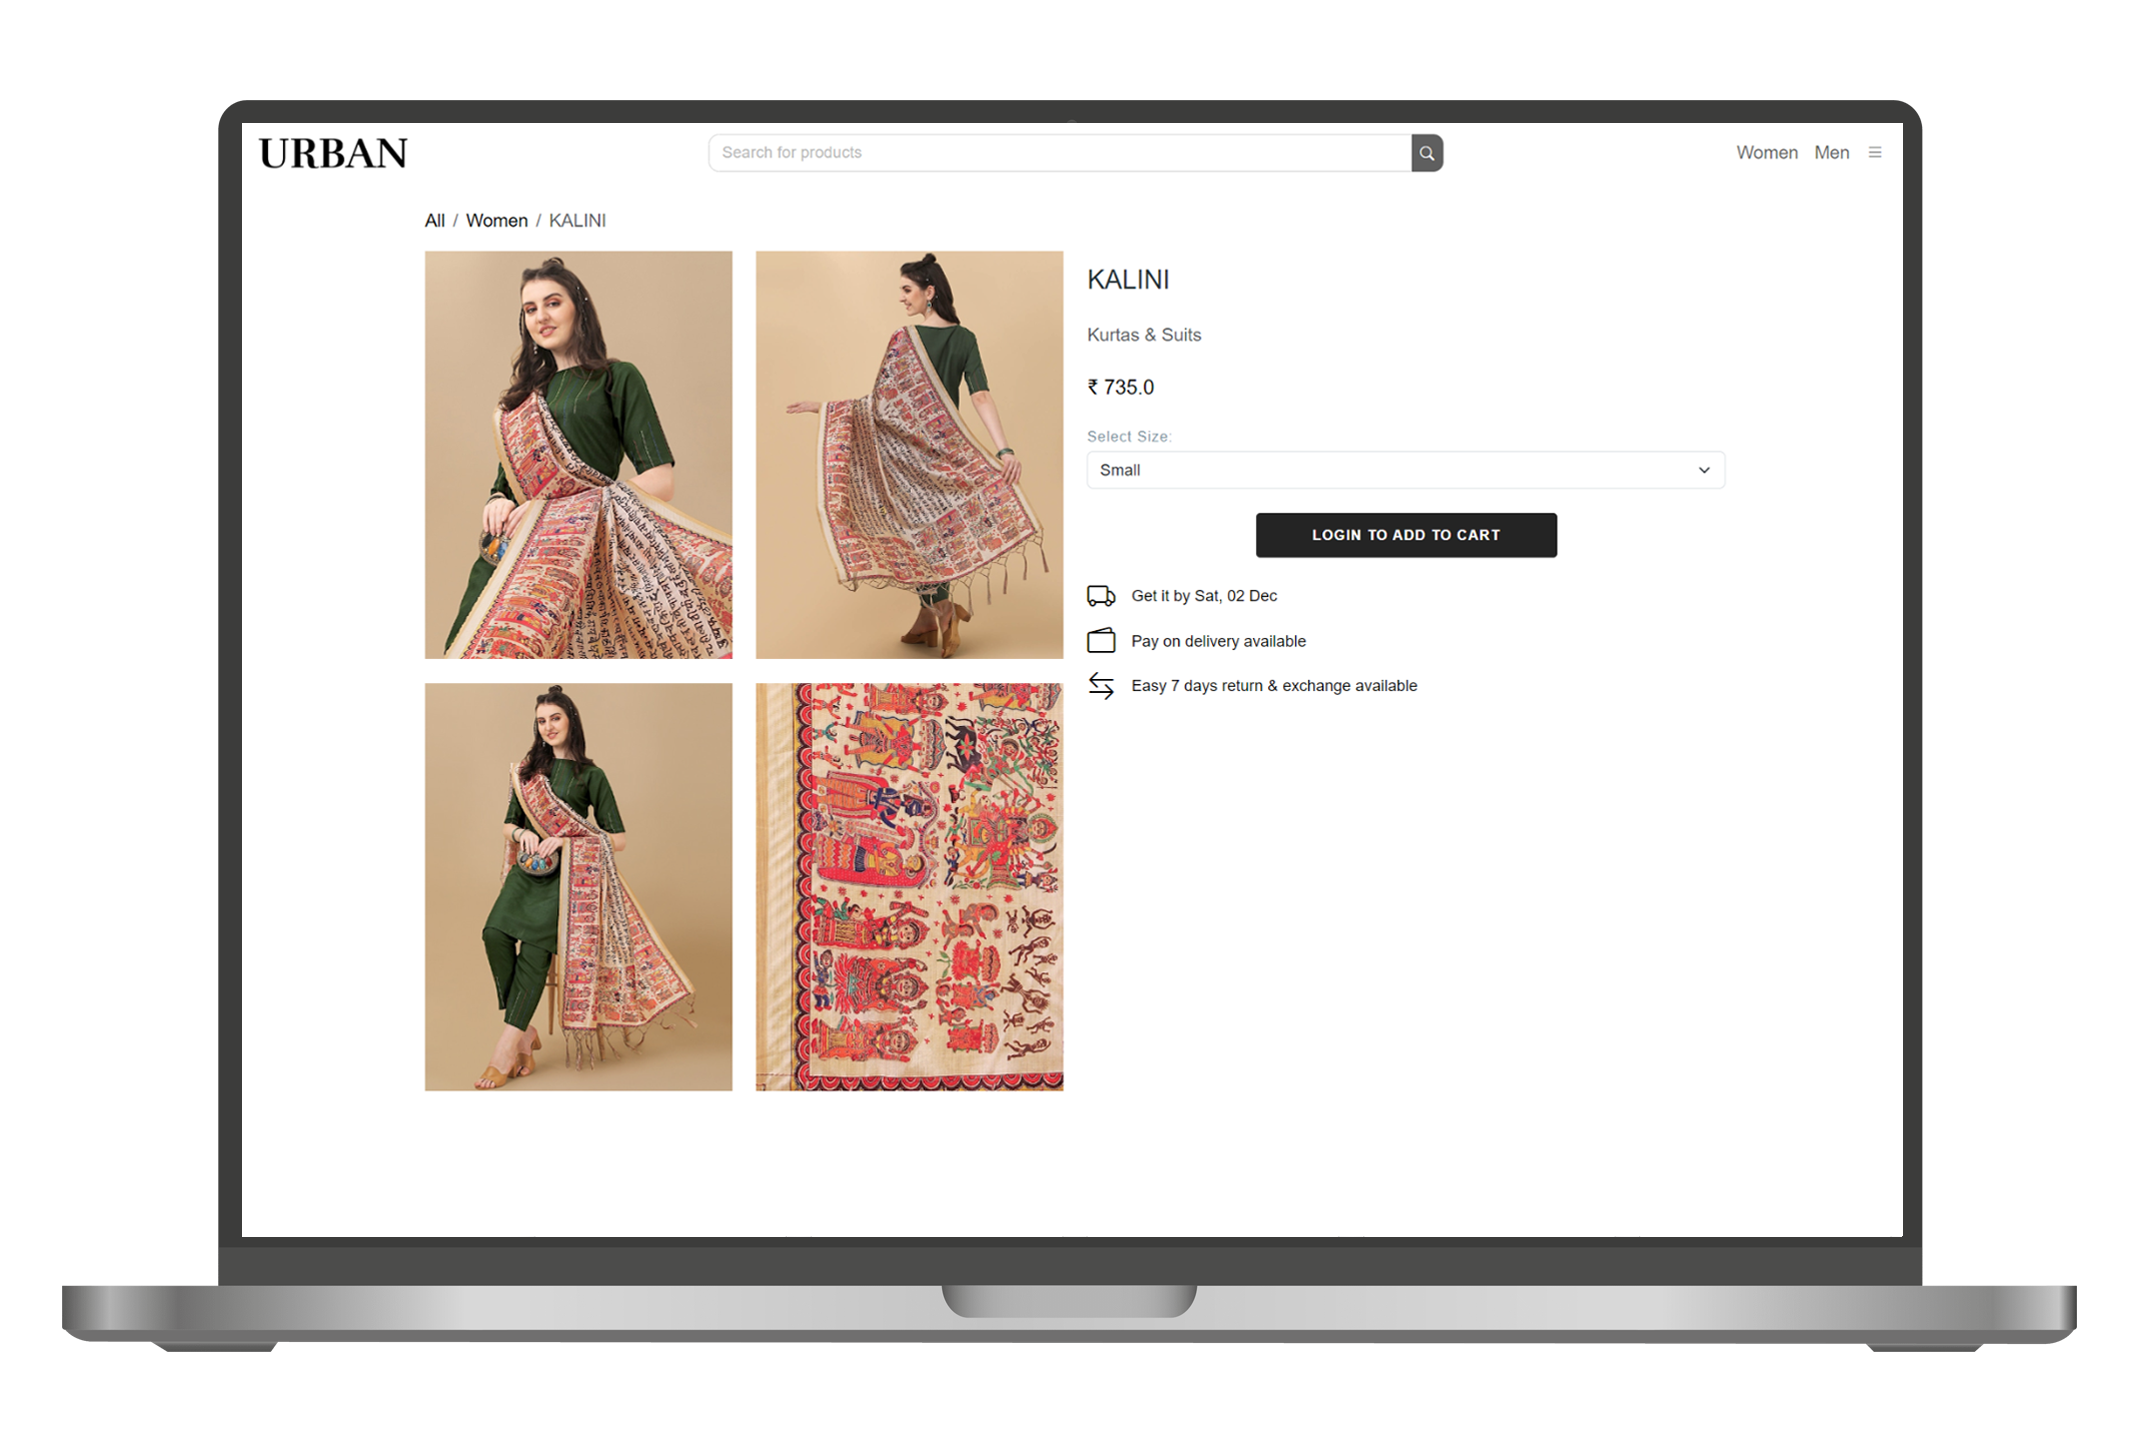 URBAN
Search for products
Women Men
All / Women / KALINI
KALINI
Kurtas & Suits
₹ 735.0
Select Size:
Small
LOGIN TO ADD TO CART
Get it by Sat, 02 Dec
Pay on delivery available
Easy 7 days return & exchange available